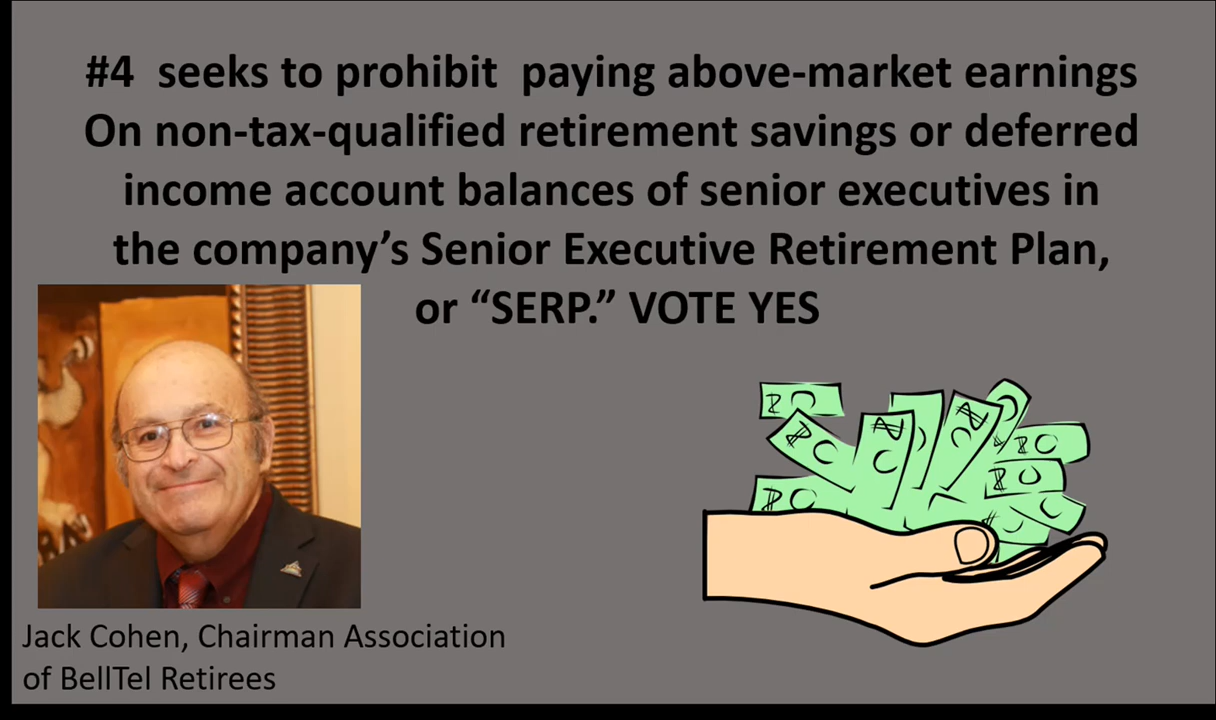 #4 seeks to prohibit paying above-market earnings
On non-tax-qualified retirement savings or deferred
income account balances of senior executives in
the company’s Senior Executive Retirement Plan,
or “SERP.” VOTE YES
Jack Cohen, Chairman Association
of BellTel Retirees